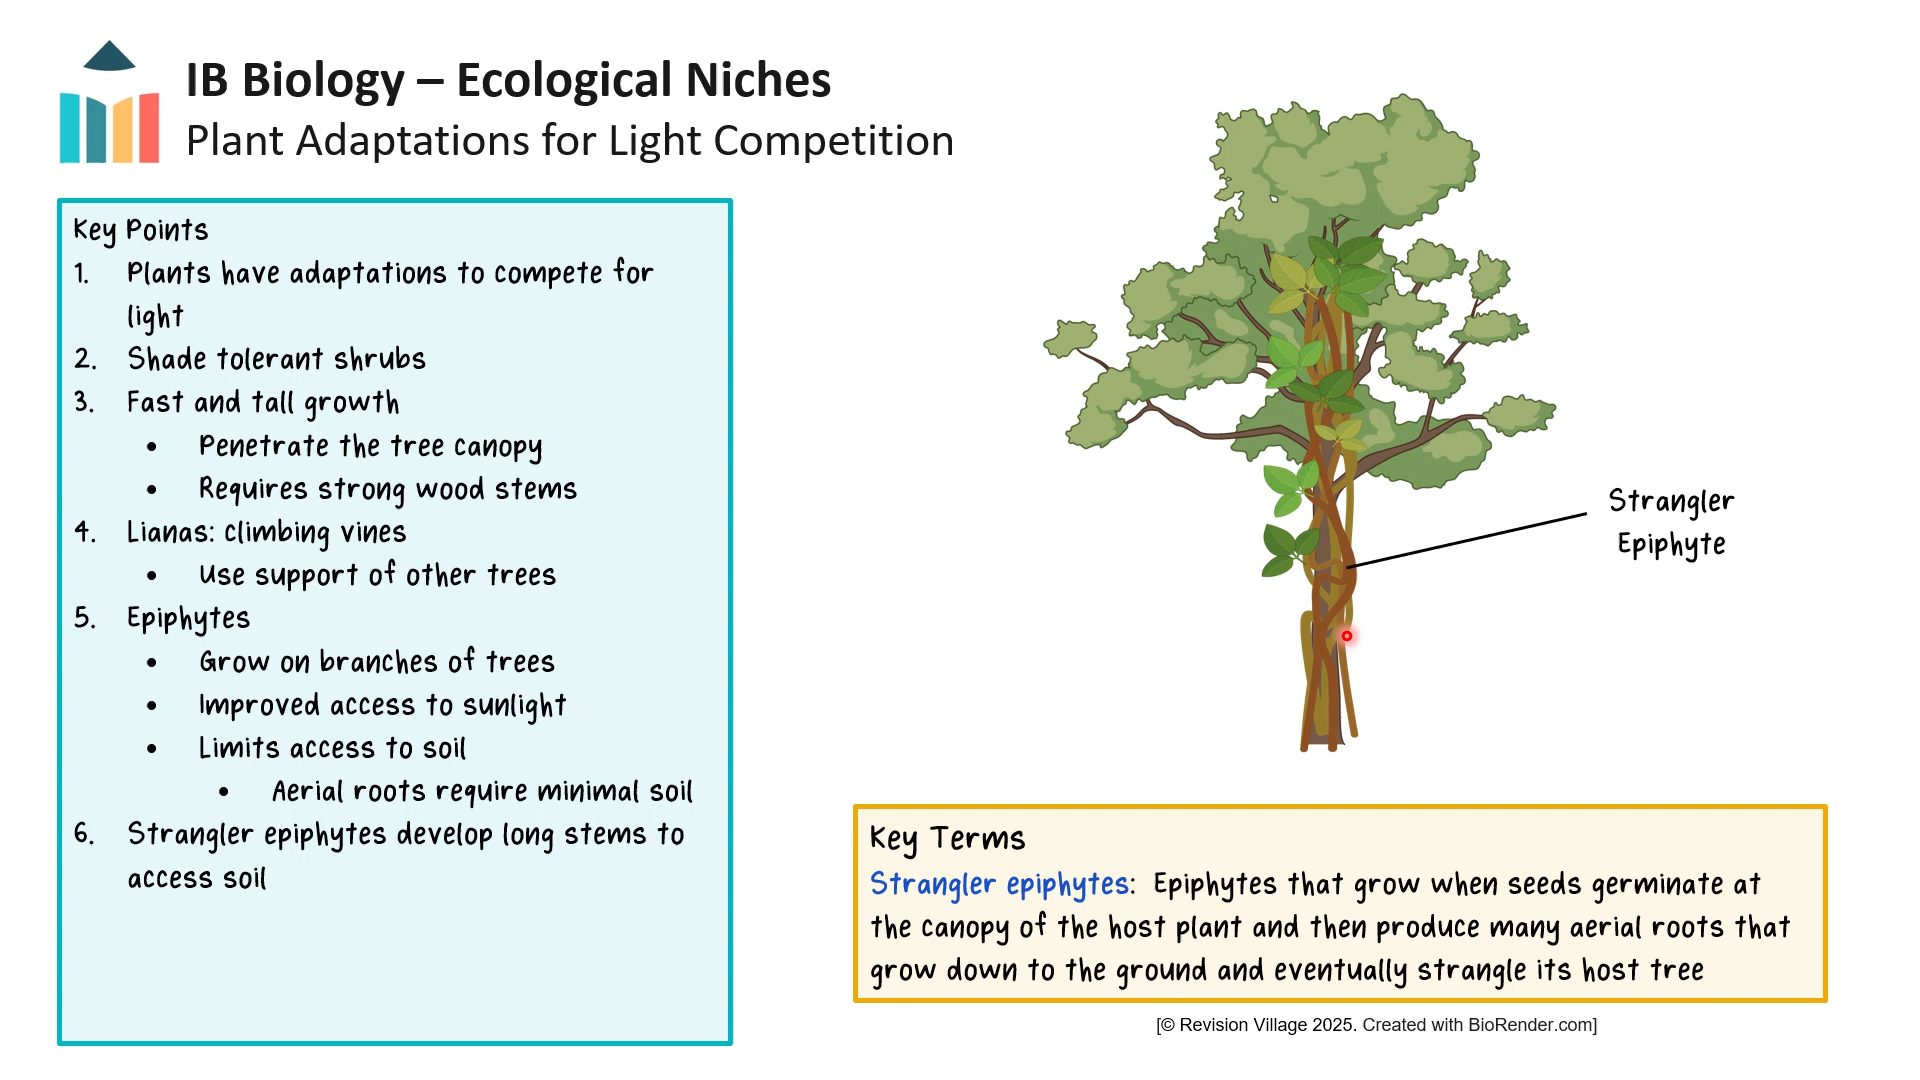 IB Biology – Ecological Niches
Plant Adaptations for Light Competition
Key Points
1. Plants have adaptations to compete for
light
2. Shade tolerant shrubs
3. Fast and tall growth
• Penetrate the tree canopy
• Requires strong wood stems
4. Lianas: climbing vines
• Use support of other trees
5. Epiphytes
• Grow on branches of trees
• Improved access to sunlight
• Limits access to soil
• Aerial roots require minimal soil
6. Strangler epiphytes develop long stems to
access soil
Strangler
Epiphyte
Key Terms
Strangler epiphytes: Epiphytes that grow when seeds germinate at
the canopy of the host plant and then produce many aerial roots that
grow down to the ground and eventually strangle its host tree
[© Revision Village 2025. Created with BioRender.com]